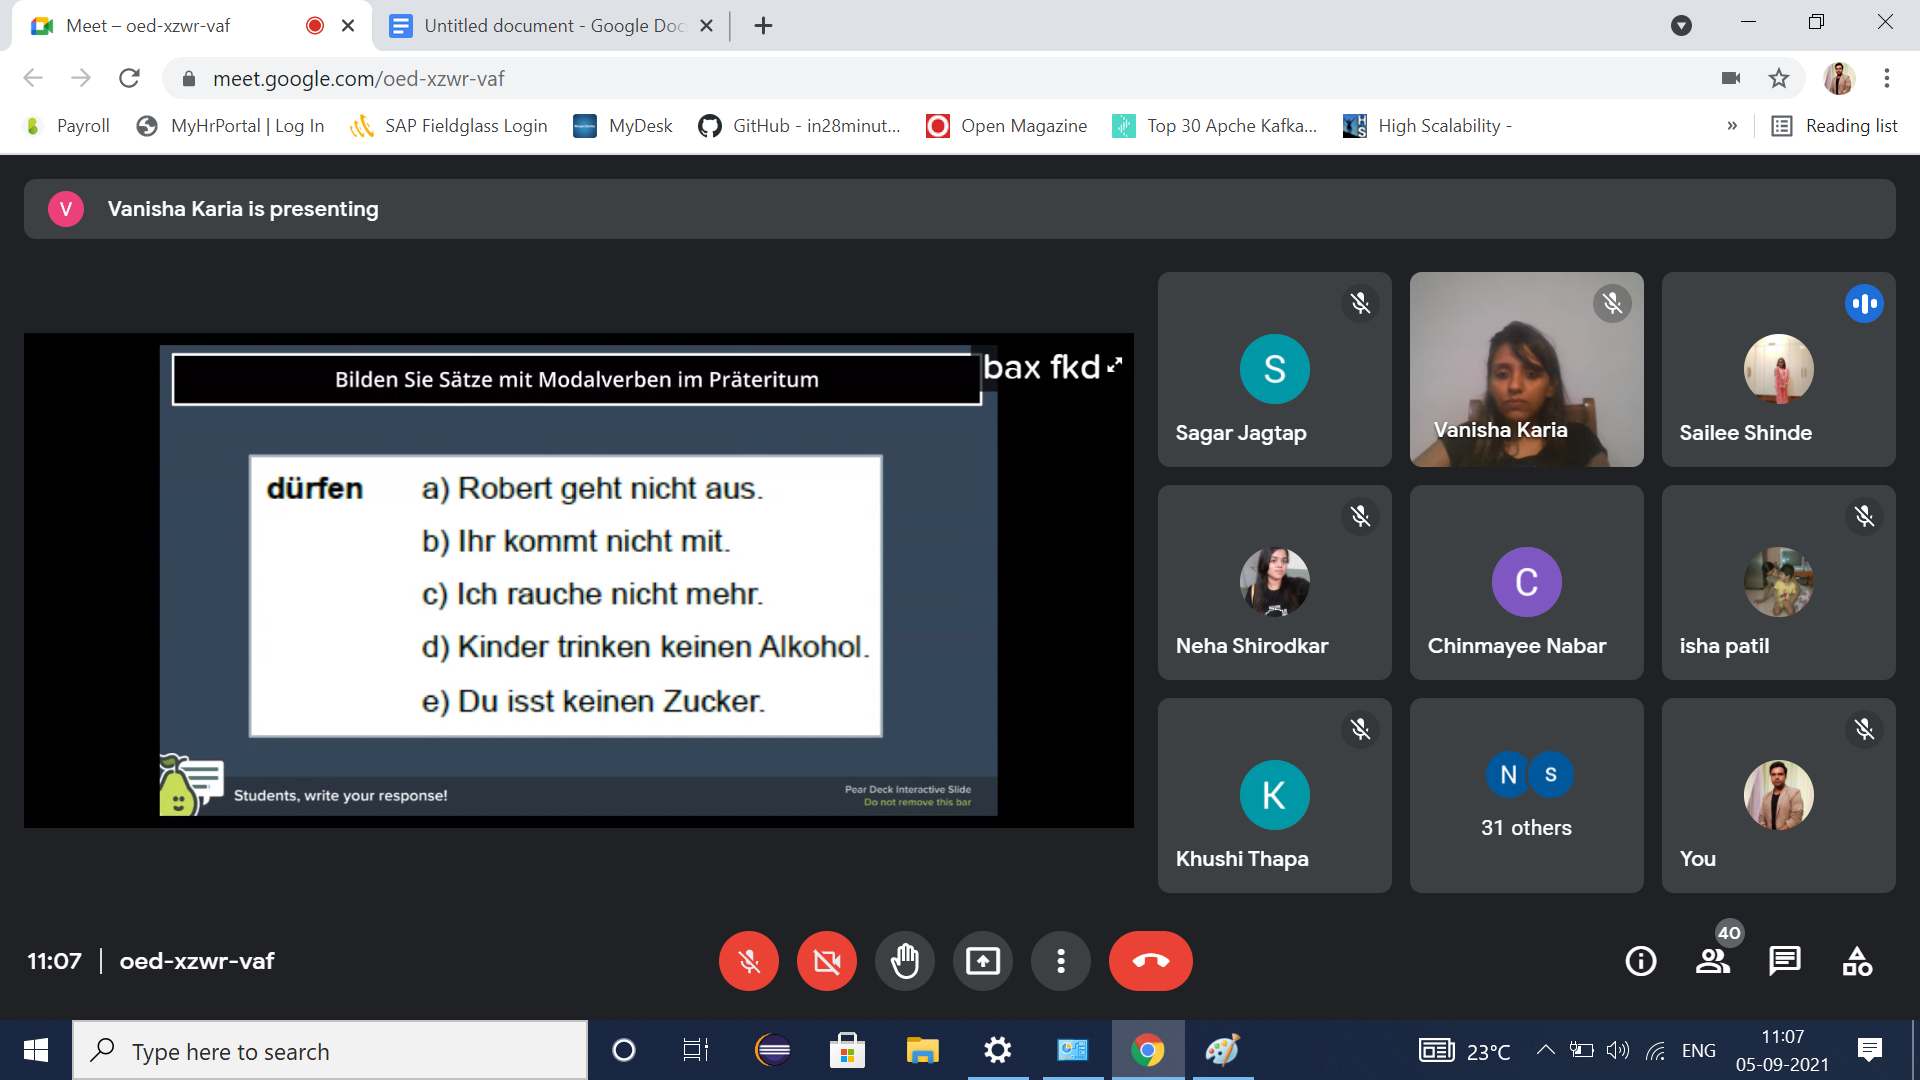 Meet – oed-xzwr-vaf
Untitled document - Google Doc
meet.google.com/oed-xzwr-vaf
Payroll
MyHrPortal | Log In
SAP Fieldglass Login
MyDesk
GitHub - in28minut...
Open Magazine
Top 30 Apche Kafka...
High Scalability -
»
Reading list
V
Vanisha Karia is presenting
bax fkd
Bilden Sie Sätze mit Modalverben im Präteritum
dürfen a) Robert geht nicht aus.
b) Ihr kommt nicht mit.
c) Ich rauche nicht mehr.
d) Kinder trinken keinen Alkohol.
e) Du isst keinen Zucker.
Students, write your response!
Pear Deck Interactive Slide
Do not remove this bar
S
Sagar Jagtap
Vanisha Karia
Sailee Shinde
Neha Shirodkar
C
Chinmayee Nabar
isha patil
K
Khushi Thapa
N S
31 others
You
11:07 | oed-xzwr-vaf
40
Type here to search
23°C
ENG
11:07
05-09-2021